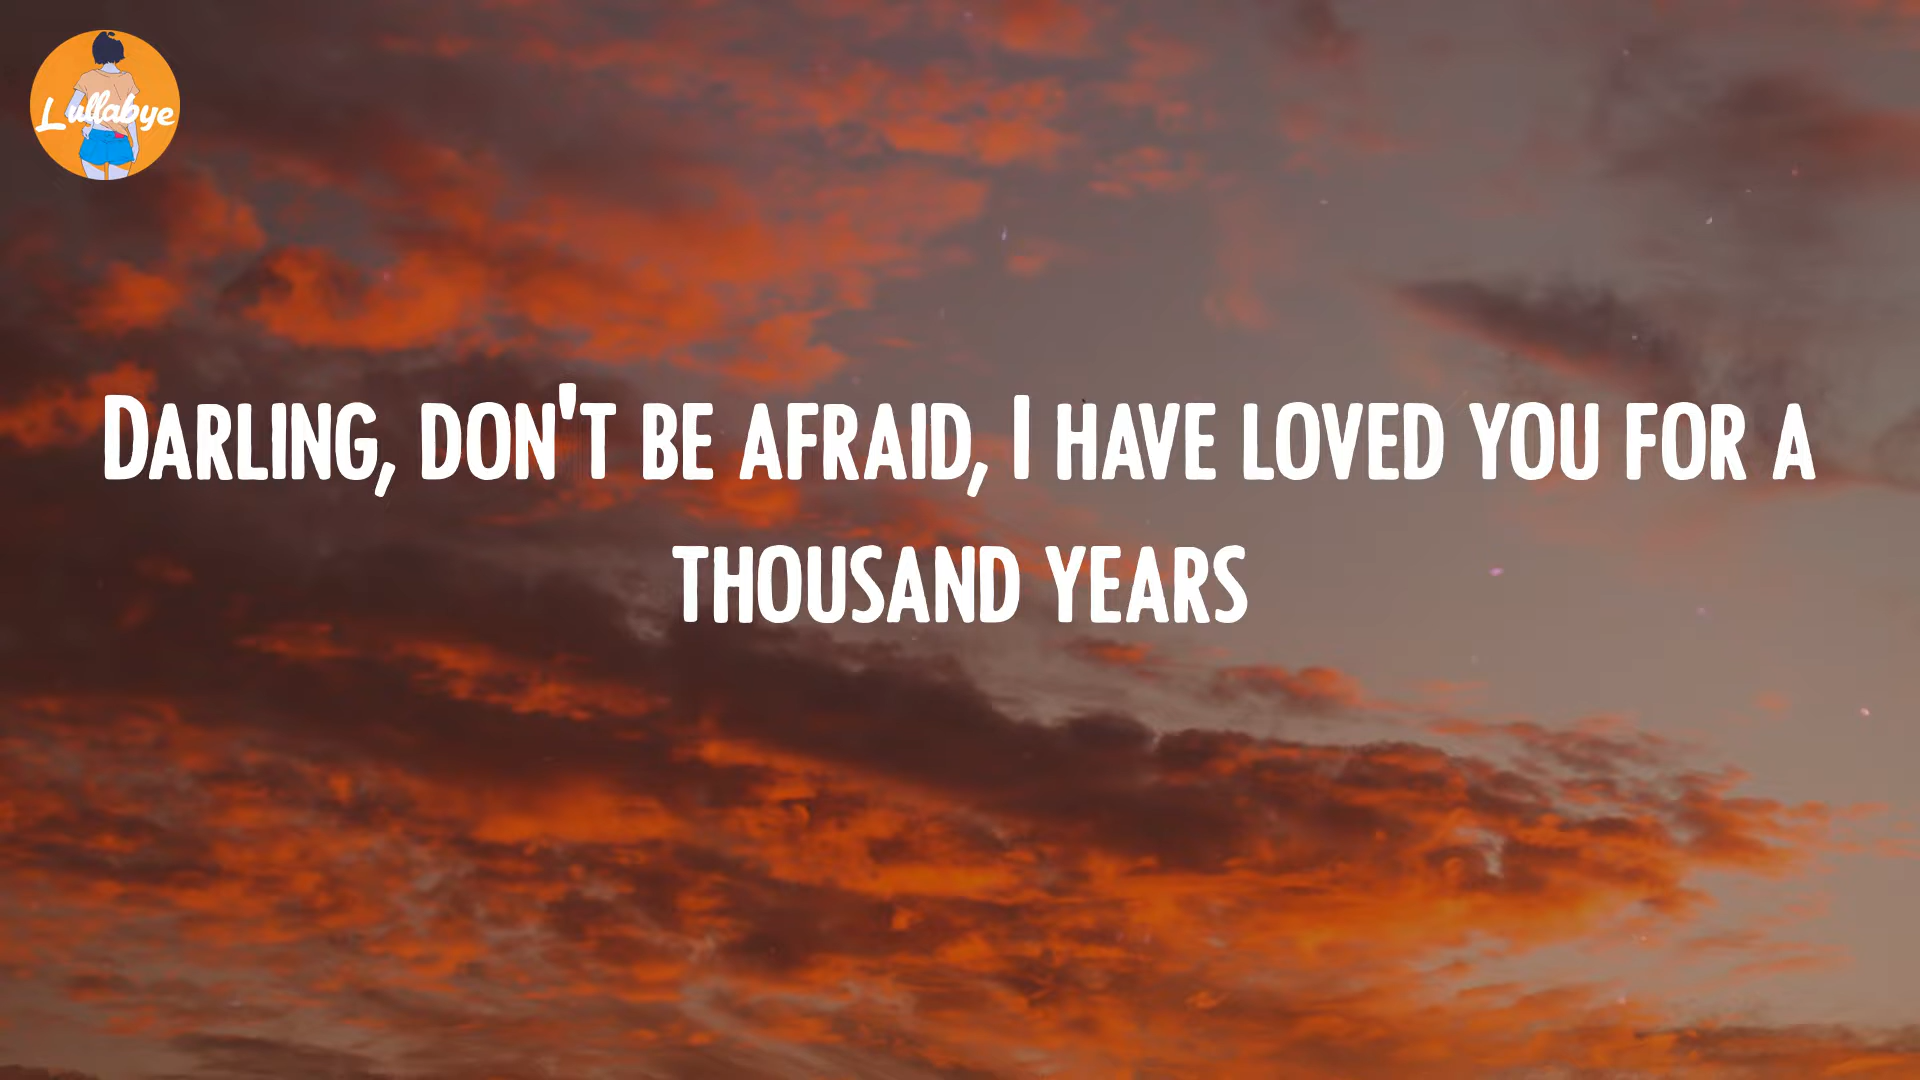 Lullabye
Darling, don't be afraid, I have loved you for a
thousand years